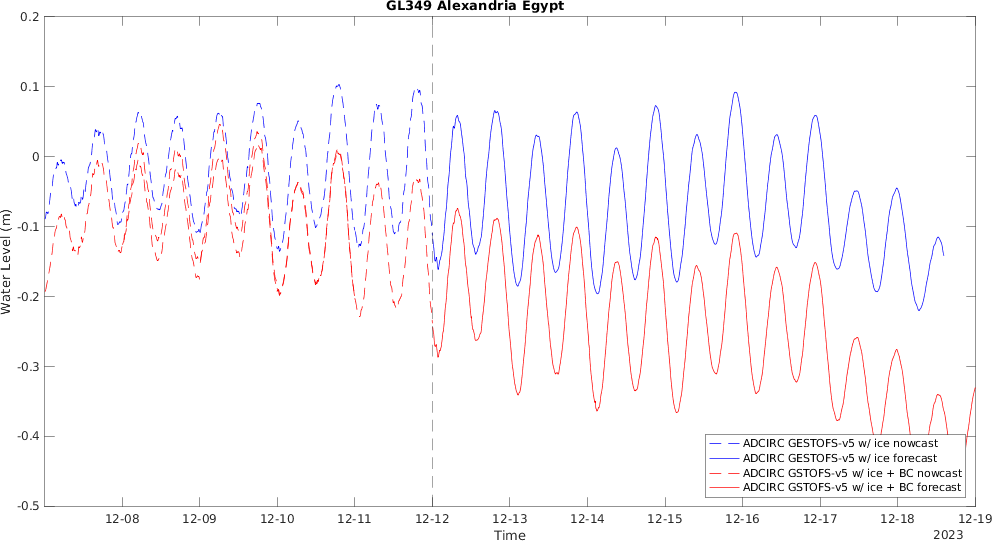 GL349 Alexandria Egypt
0.2
0.1
0
-0.1
-0.2
-0.3
-0.4
-0.5
Water Level (m)
ADCIRC GESTOFS-v5 w/ ice nowcast
ADCIRC GESTOFS-v5 w/ ice forecast
ADCIRC GSTOFS-v5 w/ ice + BC nowcast
ADCIRC GSTOFS-v5 w/ ice + BC forecast
12-08 12-09 12-10 12-11 12-12 12-13 12-14 12-15 12-16 12-17 12-18 12-19
Time
2023